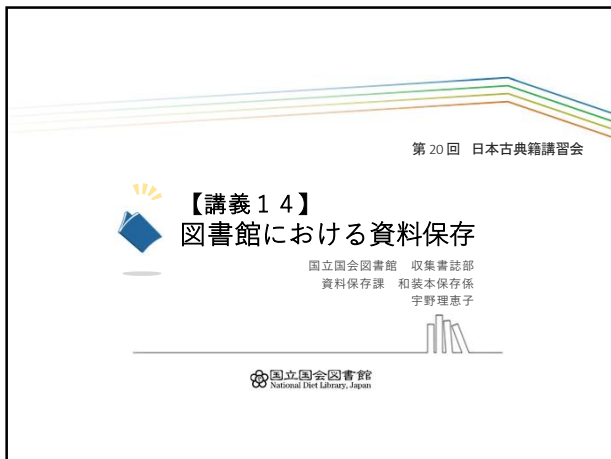 第20回 日本古典籍講習会
【講義１４】
図書館における資料保存
国立国会図書館 収集書誌部
資料保存課 和装本保存係
宇野理恵子
国立国会図書館
National Diet Library, Japan